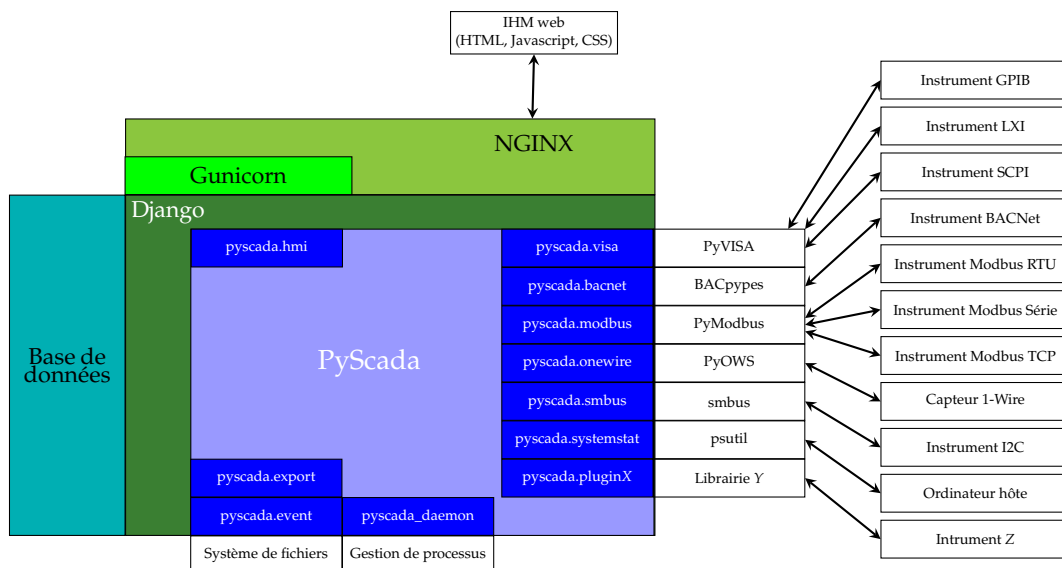 IHM web
(HTML, Javascript, CSS)
NGINX
Gunicorn
Django
Base de
données
PyScada
pyscada.hmi
pyscada.export
pyscada.event
pyscada_daemon
Système de fichiers
Gestion de processus
pyscada.visa
pyscada.bacnet
pyscada.modbus
pyscada.onewire
pyscada.smbus
pyscada.systemstat
pyscada.pluginX
PyVISA
BACpypes
PyModbus
PyOWS
smbus
psutil
Librairie Y
Instrument GPIB
Instrument LXI
Instrument SCPI
Instrument BACNet
Instrument Modbus RTU
Instrument Modbus Série
Instrument Modbus TCP
Capteur 1-Wire
Instrument I2C
Ordinateur hôte
Intrument Z